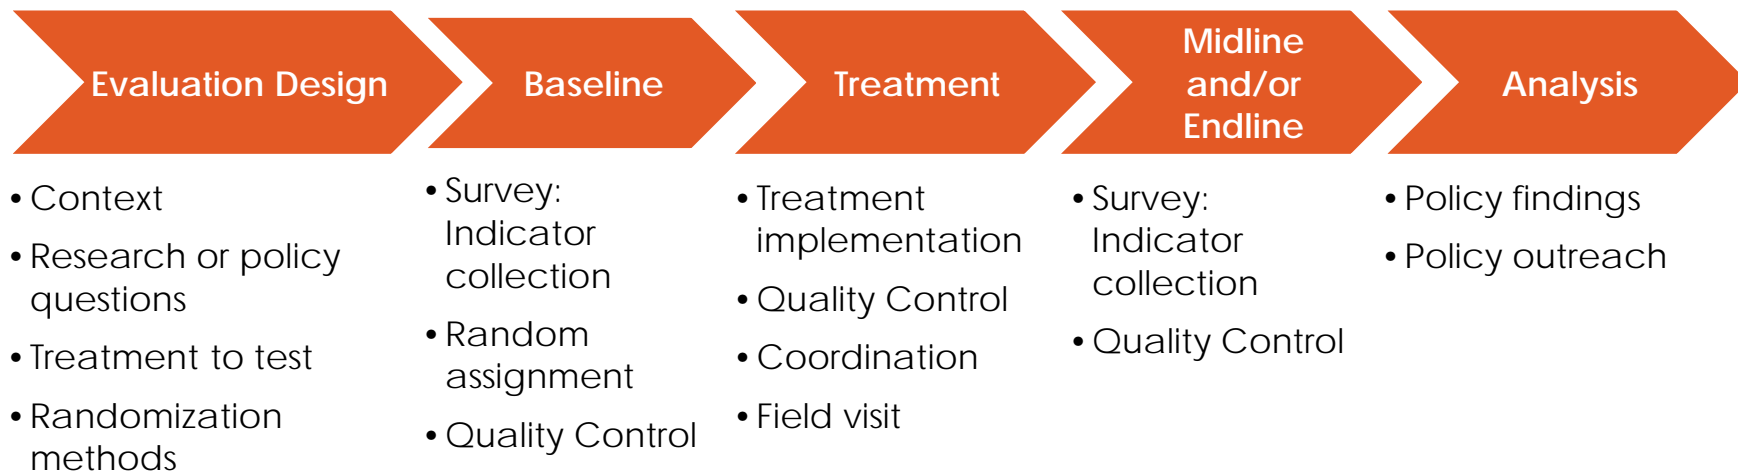 Evaluation Design
Baseline
Treatment
Midline
and/or
Endline
Analysis
• Context
• Research or policy
questions
• Treatment to test
• Randomization
methods
• Survey:
Indicator
collection
• Random
assignment
• Quality Control
• Treatment
implementation
• Quality Control
• Coordination
• Field visit
• Survey:
Indicator
collection
• Quality Control
• Policy findings
• Policy outreach